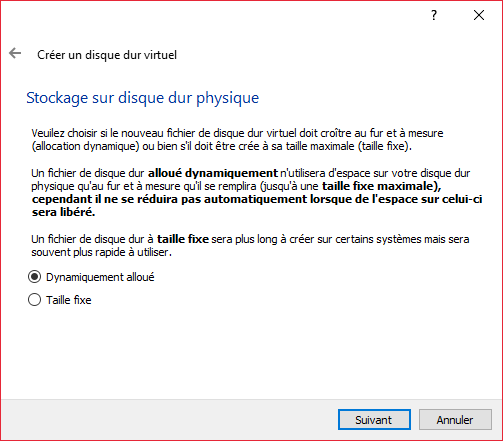 ?
Créer un disque dur virtuel
Stockage sur disque dur physique
Veuilez choisir si le nouveau fichier de disque dur virtuel doit croître au fur et à mesure
(allocation dynamique) ou bien s'il doit être crée à sa taille maximale (taille fixe).
Un fichier de disque dur alloué dynamiquement n'utilisera d'espace sur votre disque dur
physique qu'au fur et à mesure qu'il se remplira (jusqu'à une taille fixe maximale),
cependant il ne se réduira pas automatiquement lorsque de l'espace sur celui-ci
sera libéré.
Un fichier de disque dur à taille fixe sera plus long à créer sur certains systèmes mais sera
souvent plus rapide à utiliser.
Dynamiquement alloué
Taille fixe
Suivant
Annuler